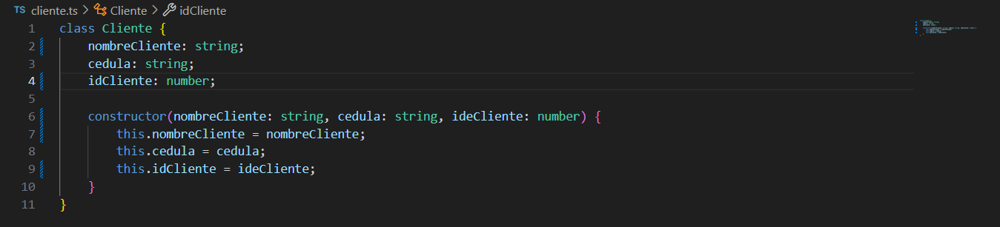 TS cliente.ts > Cliente > idCliente
1 class Cliente {
2 nombreCliente: string;
3 cedula: string;
4 idCliente: number;
5
6 constructor(nombreCliente: string, cedula: string, ideCliente: number) {
7 this.nombreCliente = nombreCliente;
8 this.cedula = cedula;
9 this.idCliente = ideCliente;
10 }
11 }